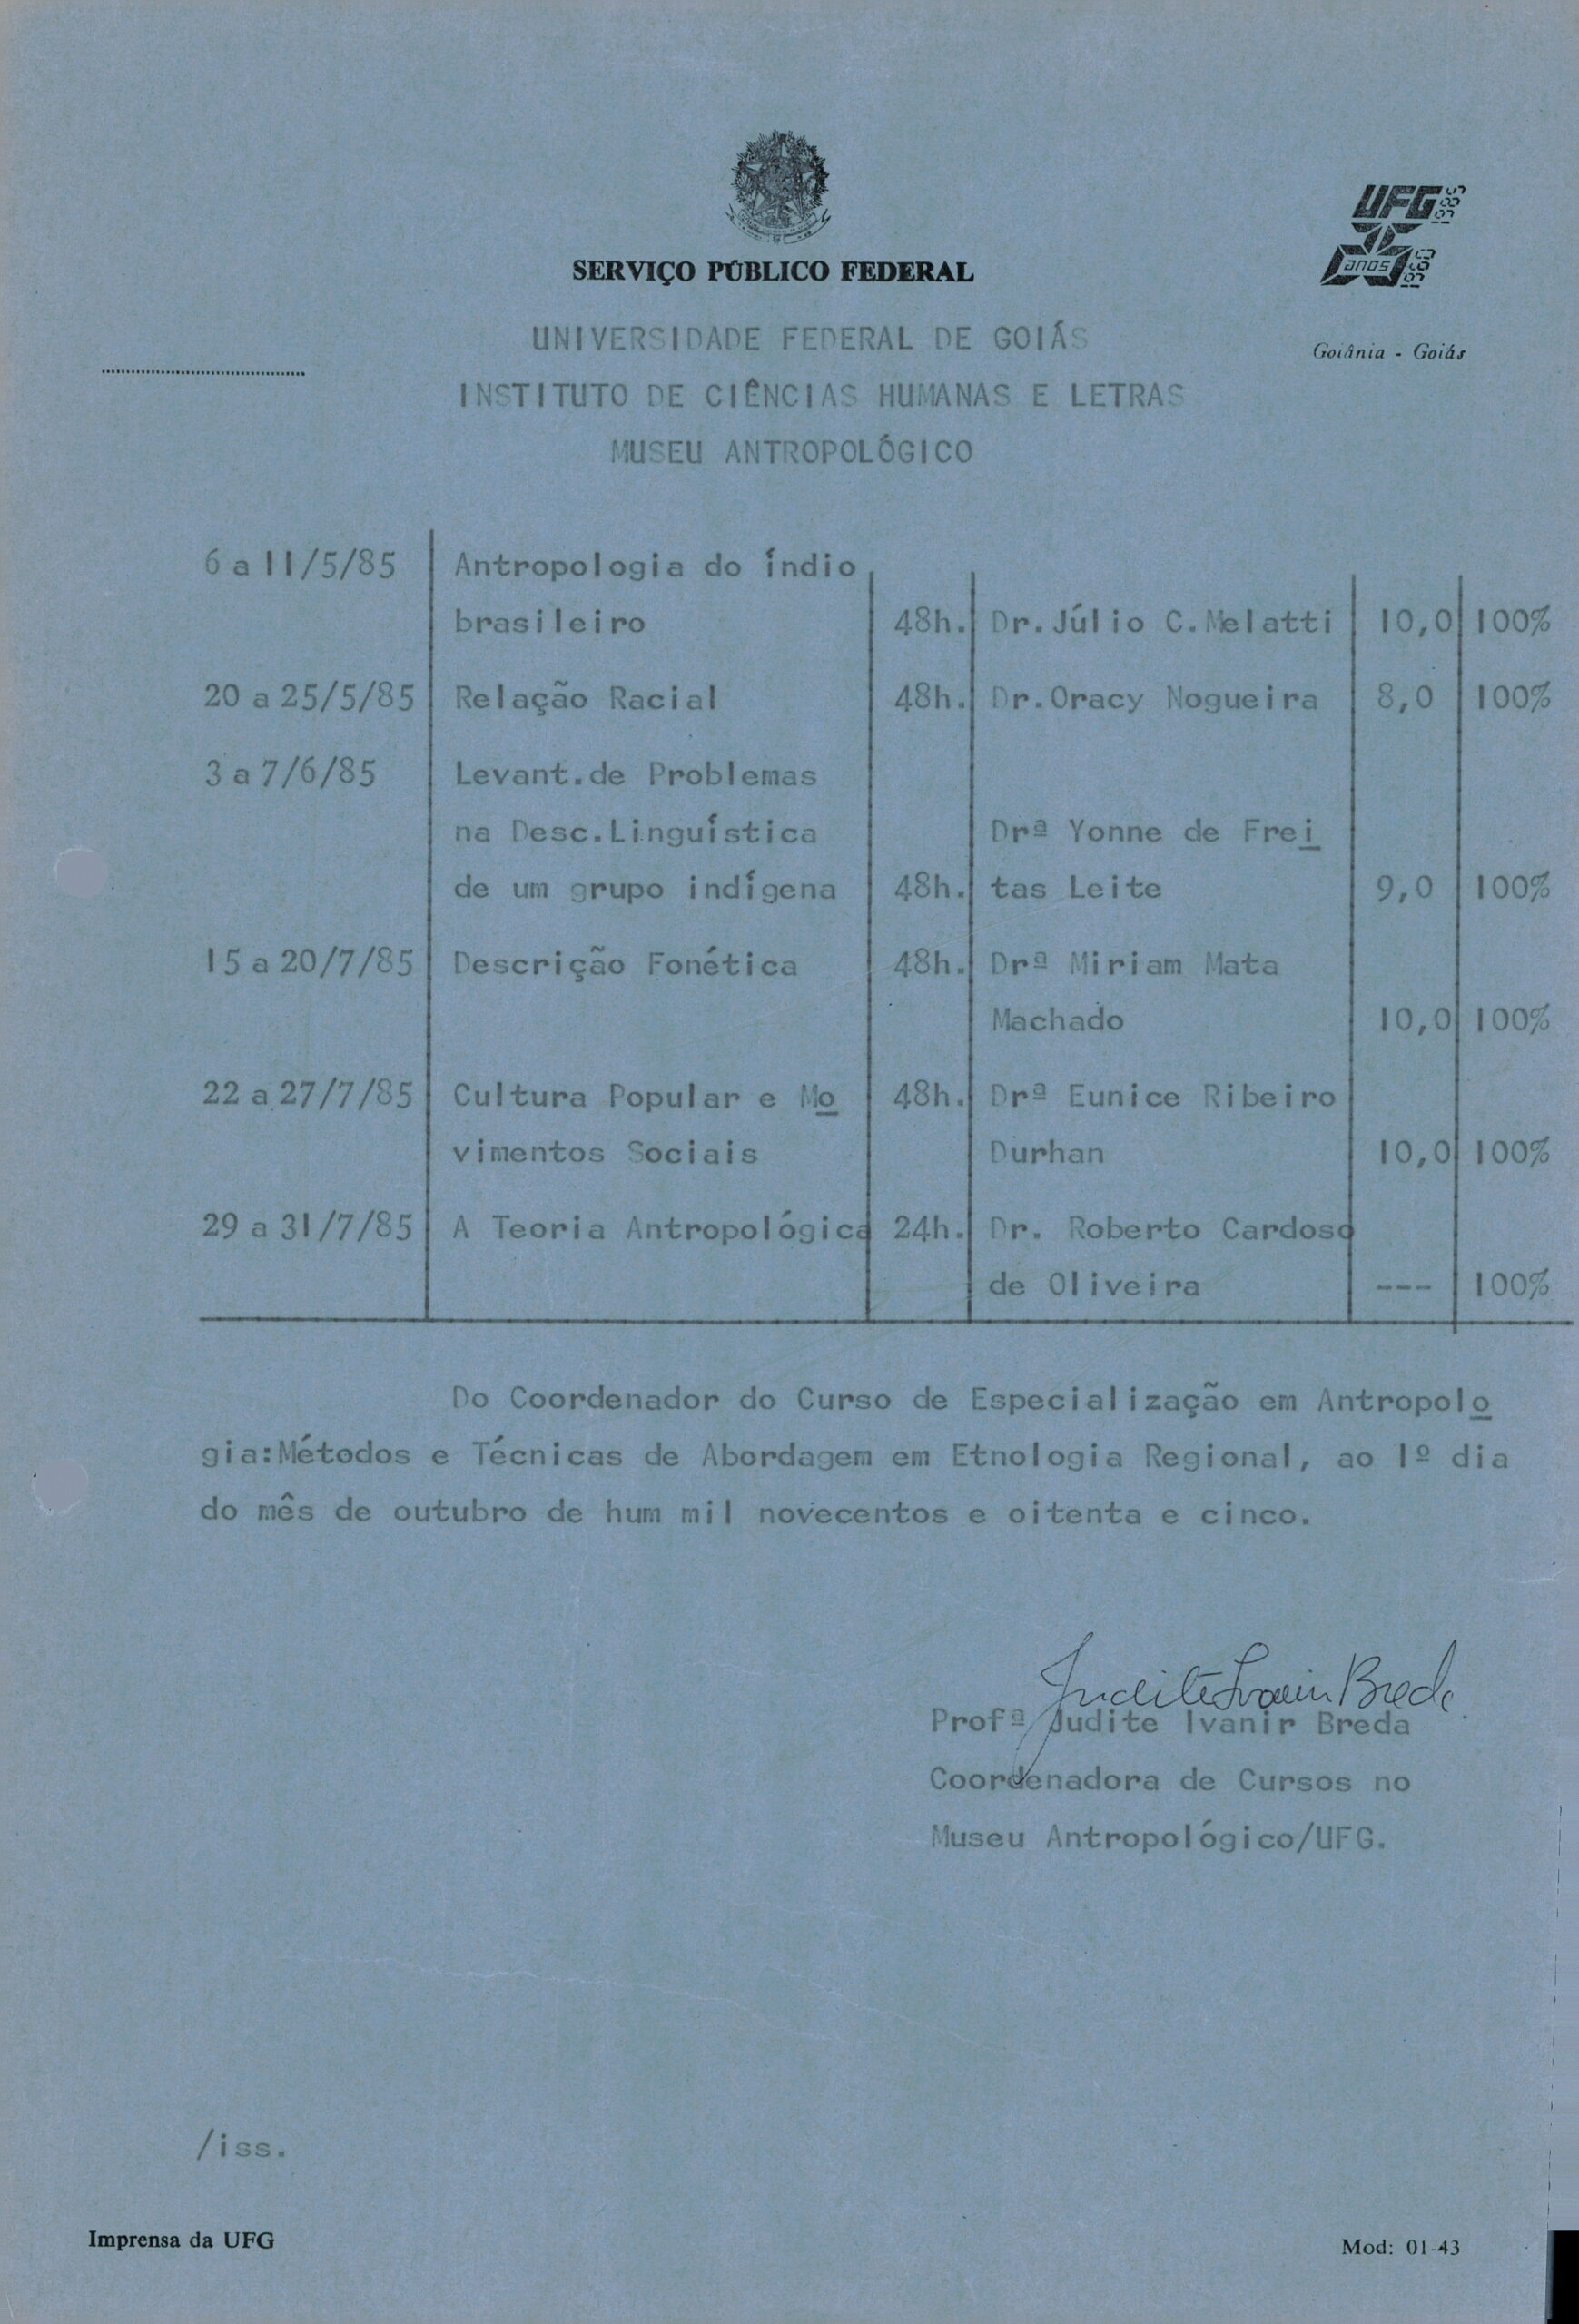 SERVIÇO PÚBLICO FEDERAL
UFG 1985
anos 1960
Goiânia - Goiás
UNIVERSIDADE FEDERAL DE GOIÁS
INSTITUTO DE CIÊNCIAS HUMANAS E LETRAS
MUSEU ANTROPOLÓGICO
6 a 11/5/85 Antropologia do índio
brasileiro 48h. Dr.Júlio C.Melatti 10,0 100%
20 a 25/5/85 Relação Racial 48h. Dr.Oracy Nogueira 8,0 100%
3 a 7/6/85 Levant.de Problemas
na Desc.Linguística Drª Yonne de Frei
de um grupo indígena 48h. tas Leite 9,0 100%
15 a 20/7/85 Descrição Fonética 48h. Drª Miriam Mata
Machado 10,0 100%
22 a 27/7/85 Cultura Popular e Mo 48h. Drª Eunice Ribeiro
vimentos Sociais Durhan 10,0 100%
29 a 31/7/85 A Teoria Antropológica 24h. Dr. Roberto Cardoso
de Oliveira --- 100%
Do Coordenador do Curso de Especialização em Antropolo
gia:Métodos e Técnicas de Abordagem em Etnologia Regional, ao 1º dia
do mês de outubro de hum mil novecentos e oitenta e cinco.
Judite Ivanir Breda
Profª Judite Ivanir Breda
Coordenadora de Cursos no
Museu Antropológico/UFG.
/iss.
Imprensa da UFG
Mod: 01-43